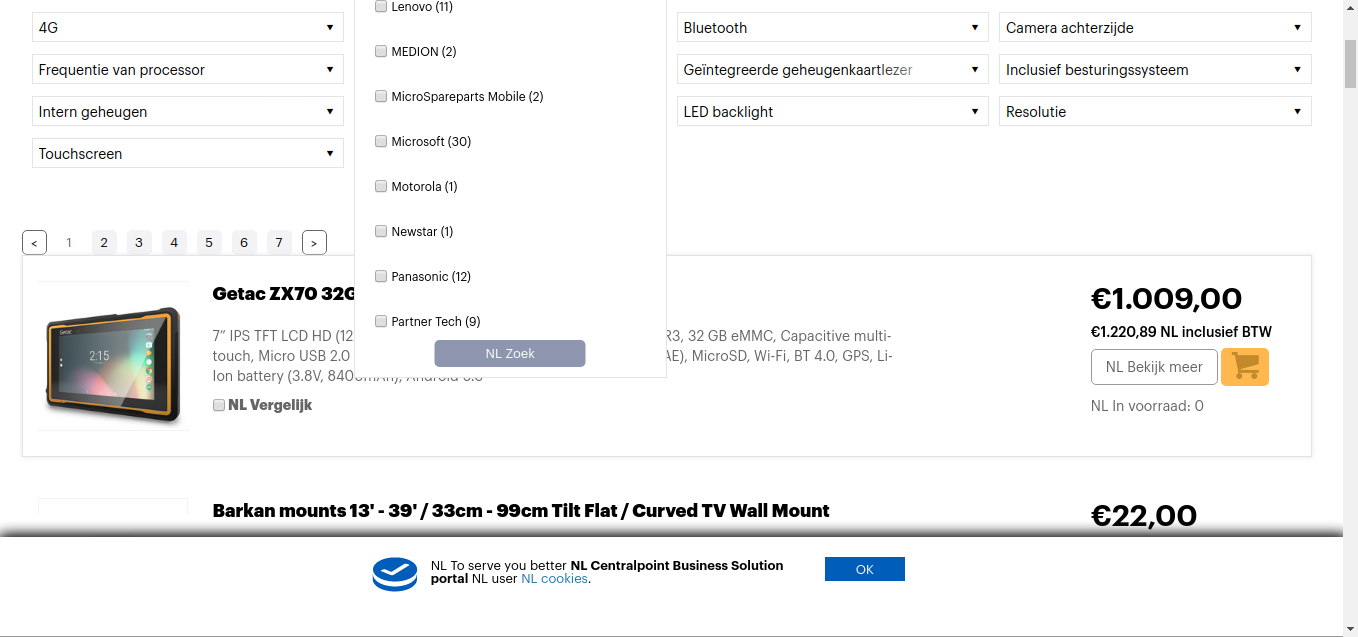 Lenovo (11)
4G
Bluetooth
Camera achterzijde
MEDION (2)
Frequentie van processor
Geïntegreerde geheugenkaartlezer
Inclusief besturingssysteem
MicroSpareparts Mobile (2)
Intern geheugen
LED backlight
Resolutie
Microsoft (30)
Touchscreen
Motorola (1)
Newstar (1)
< 1 2 3 4 5 6 7 >
Panasonic (12)
Getac ZX70 32G
€1.009,00
Partner Tech (9)
€1.220,89 NL inclusief BTW
7” IPS TFT LCD HD (12 R3, 32 GB eMMC, Capacitive multi-
touch, Micro USB 2.0 AE), MicroSD, Wi-Fi, BT 4.0, GPS, Li-
NL Zoek
NL Bekijk meer
Ion battery (3.8V, 8400mAh), Android 6.0
NL Vergelijk
NL In voorraad: 0
Getac
2:15
Barkan mounts 13' - 39' / 33cm - 99cm Tilt Flat / Curved TV Wall Mount
€22,00
NL To serve you better NL Centralpoint Business Solution
portal NL user NL cookies.
OK